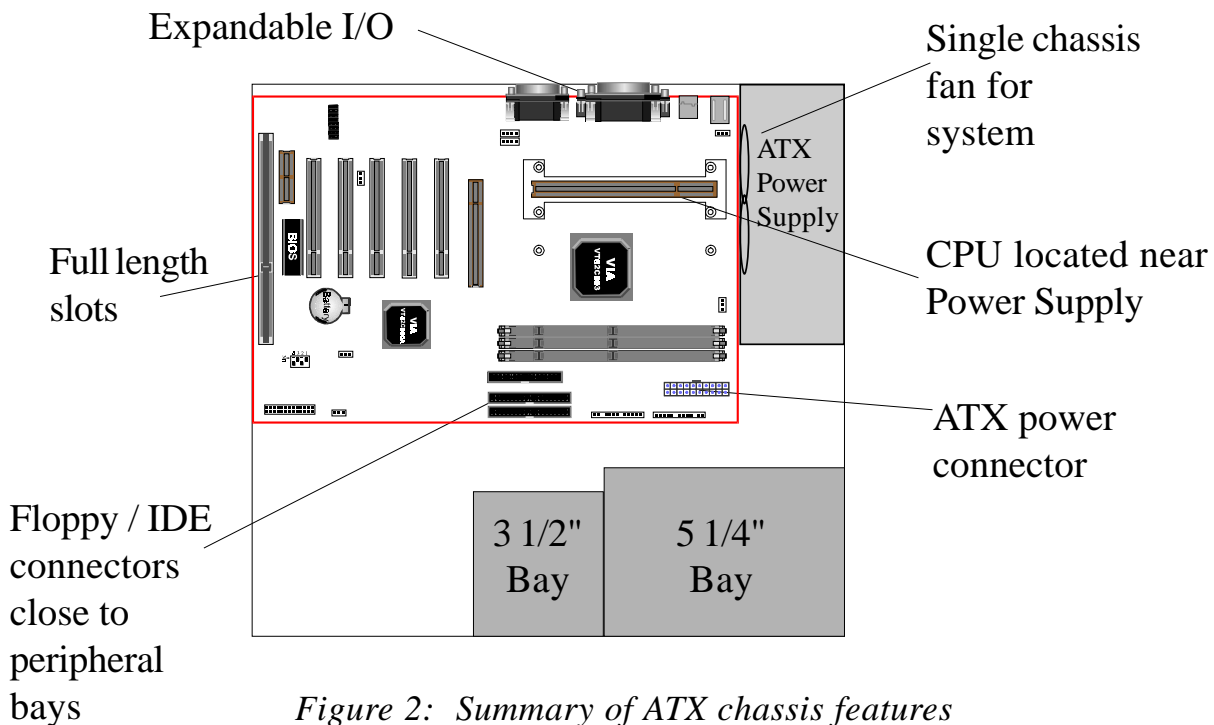 Expandable I/O
Single chassis
fan for
system
ATX
Power
Supply
BIOS
Full length
slots
CPU located near
Power Supply
VIA
Battery
VIA
ATX power
connector
Floppy / IDE
connectors
close to
peripheral
bays
3 1/2"
Bay
5 1/4"
Bay
Figure 2: Summary of ATX chassis features